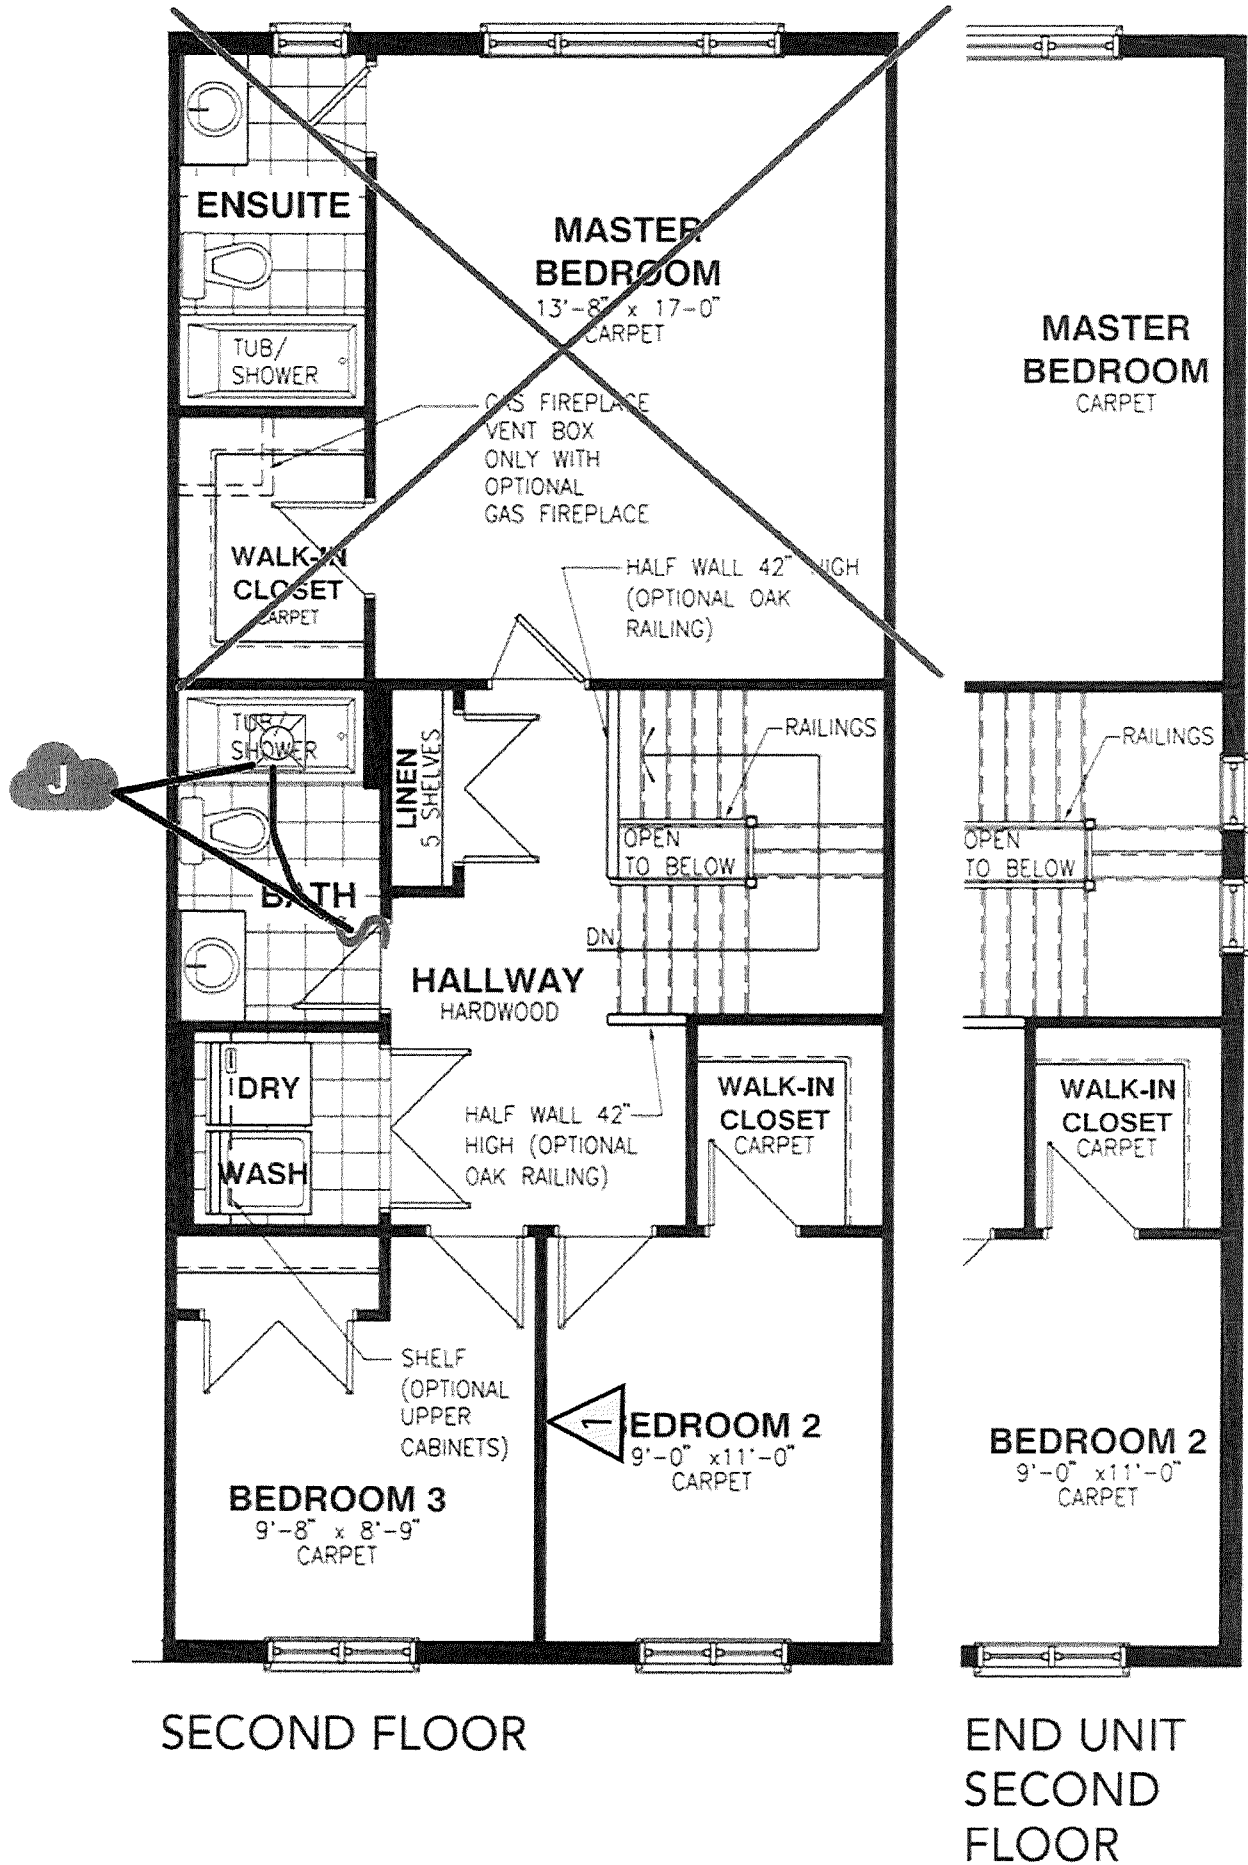 ENSUITE
MASTER
BEDROOM
13'-8" x 17-0"
CARPET
TUB/
SHOWER
GAS FIREPLACE
VENT BOX
ONLY WITH
OPTIONAL
GAS FIREPLACE
WALK-IN
CLOSET
CARPET
HALF WALL 42" HIGH
(OPTIONAL OAK
RAILING)
MASTER
BEDROOM
CARPET
TUB/
SHOWER
J
LINEN
5 SHELVES
RAILINGS
OPEN
TO BELOW
BATH
DN
HALLWAY
HARDWOOD
RAILINGS
OPEN
TO BELOW
DRY
WASH
HALF WALL 42"
HIGH (OPTIONAL
OAK RAILING)
WALK-IN
CLOSET
CARPET
WALK-IN
CLOSET
CARPET
SHELF
(OPTIONAL
UPPER
CABINETS)
1
BEDROOM 2
9'-0" x11'-0"
CARPET
BEDROOM 3
9'-8" x 8'-9"
CARPET
BEDROOM 2
9'-0" x11'-0"
CARPET
SECOND FLOOR
END UNIT
SECOND
FLOOR